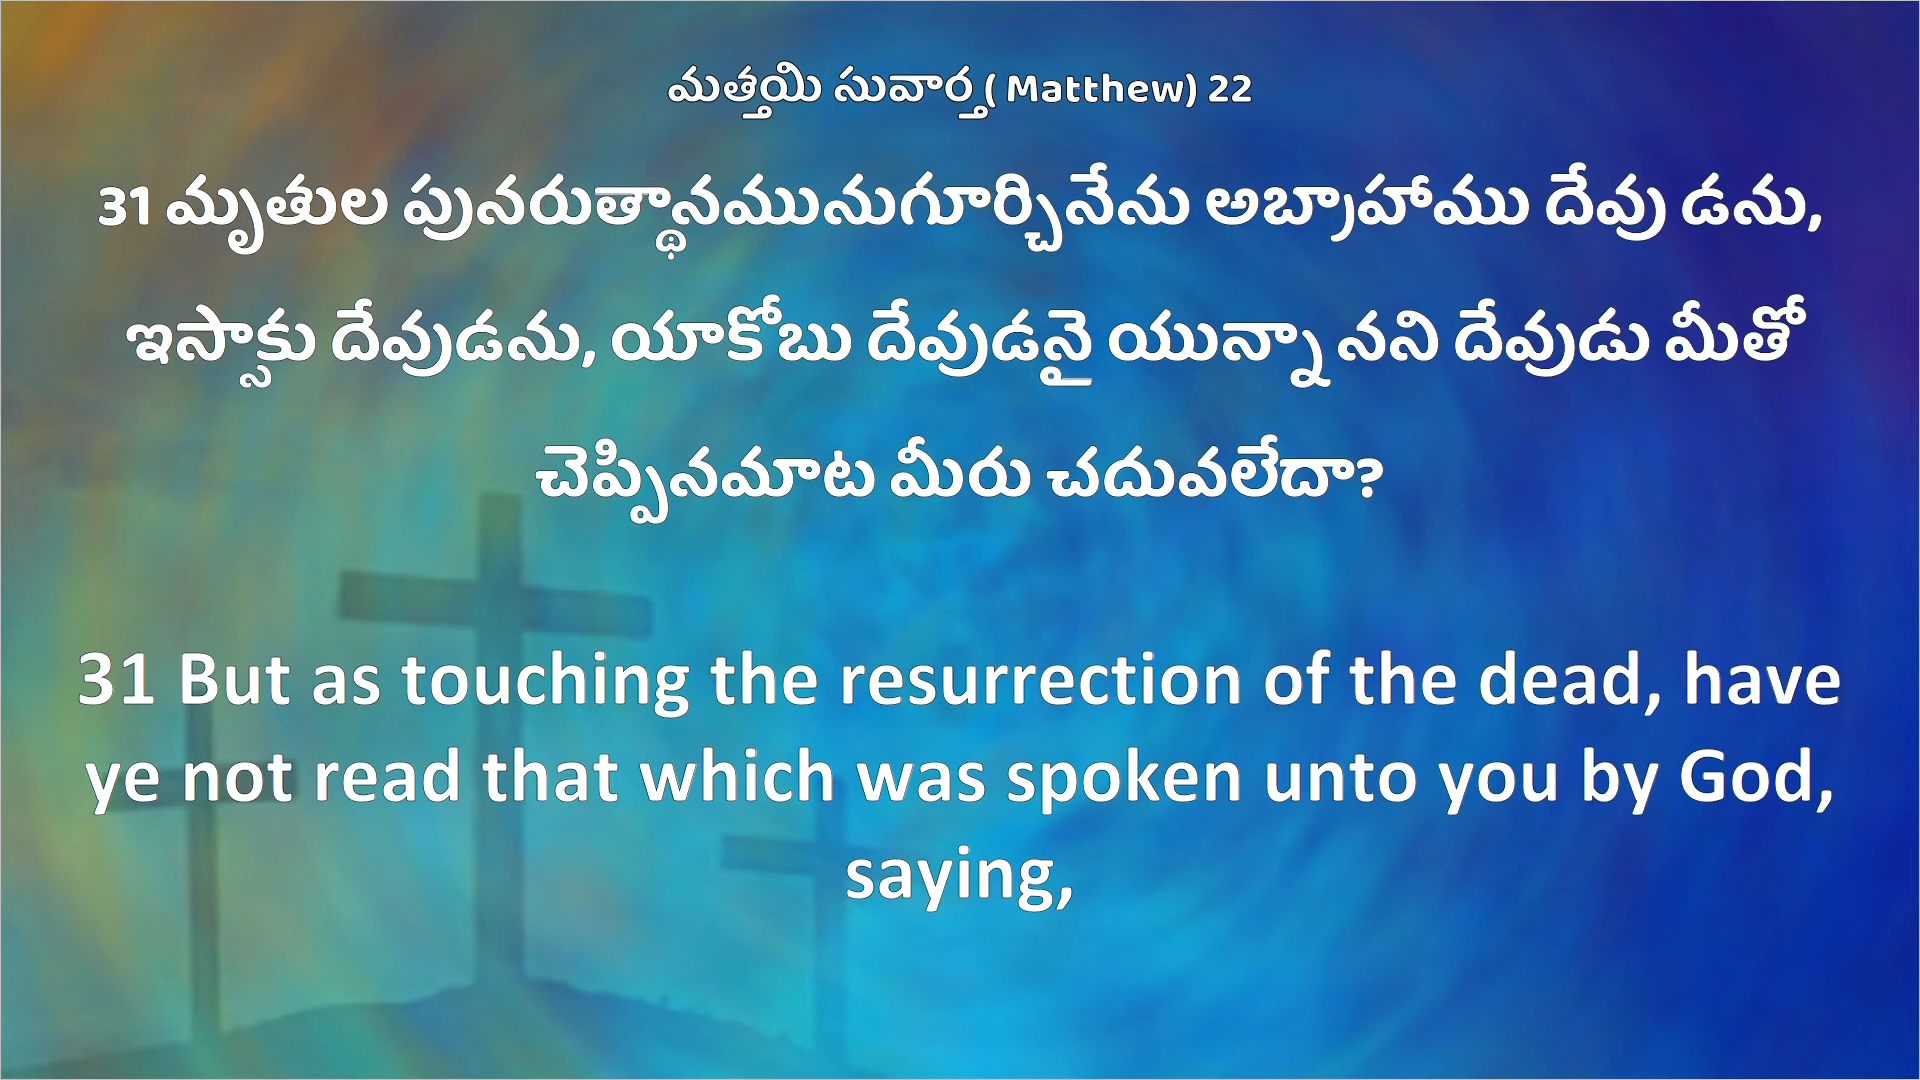 మత్తయి సువార్త ( Matthew) 22
31 మృతుల పునరుత్థానమునుగూర్చినేను అబ్రాహాము దేవు డను,
ఇస్సాకు దేవుడను, యాకోబు దేవుడనై యున్నా నని దేవుడు మీతో
చెప్పినమాట మీరు చదువలేదా?
31 But as touching the resurrection of the dead, have
ye not read that which was spoken unto you by God,
saying,